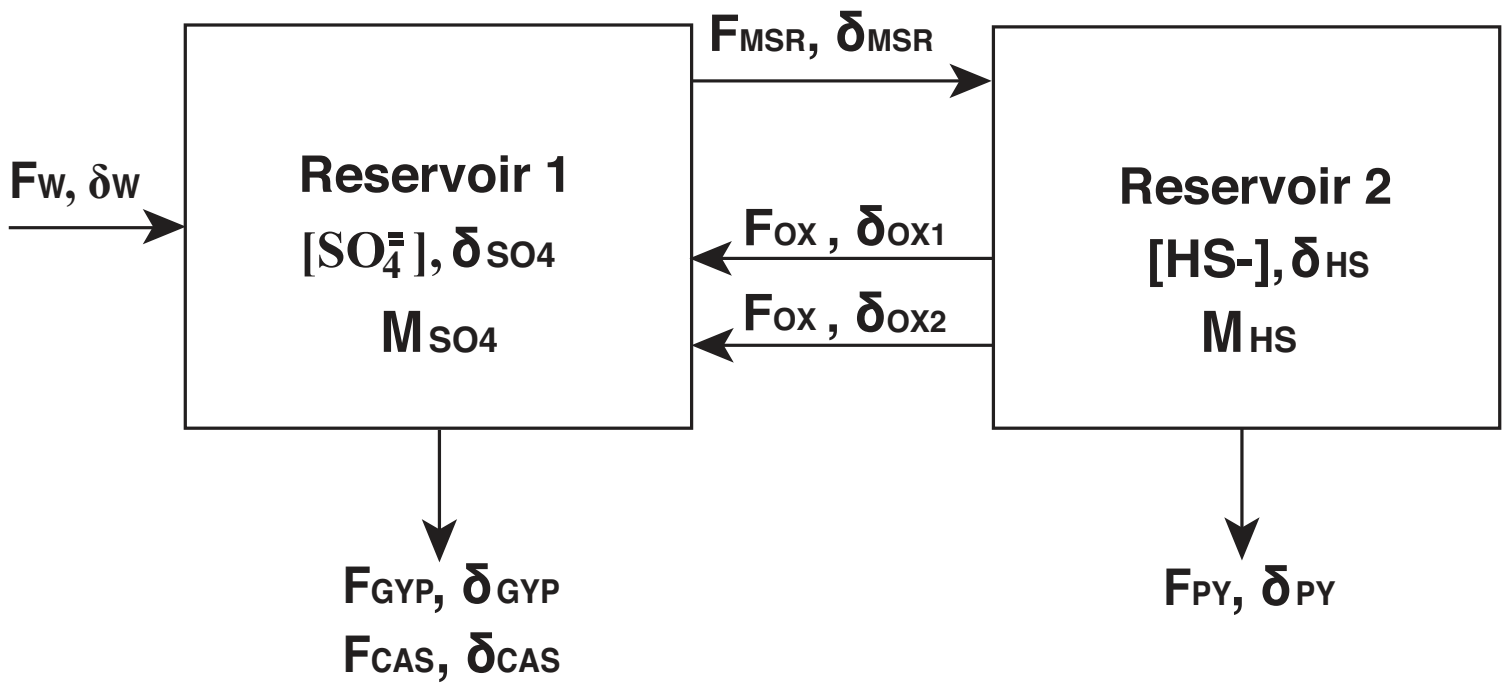 FMSR, δMSR
FW, δW
Reservoir 1
[SO₄⁼], δSO4
MSO4
FOX , δOX1
FOX , δOX2
Reservoir 2
[HS-], δHS
MHS
FGYP, δGYP
FCAS, δCAS
FPY, δPY